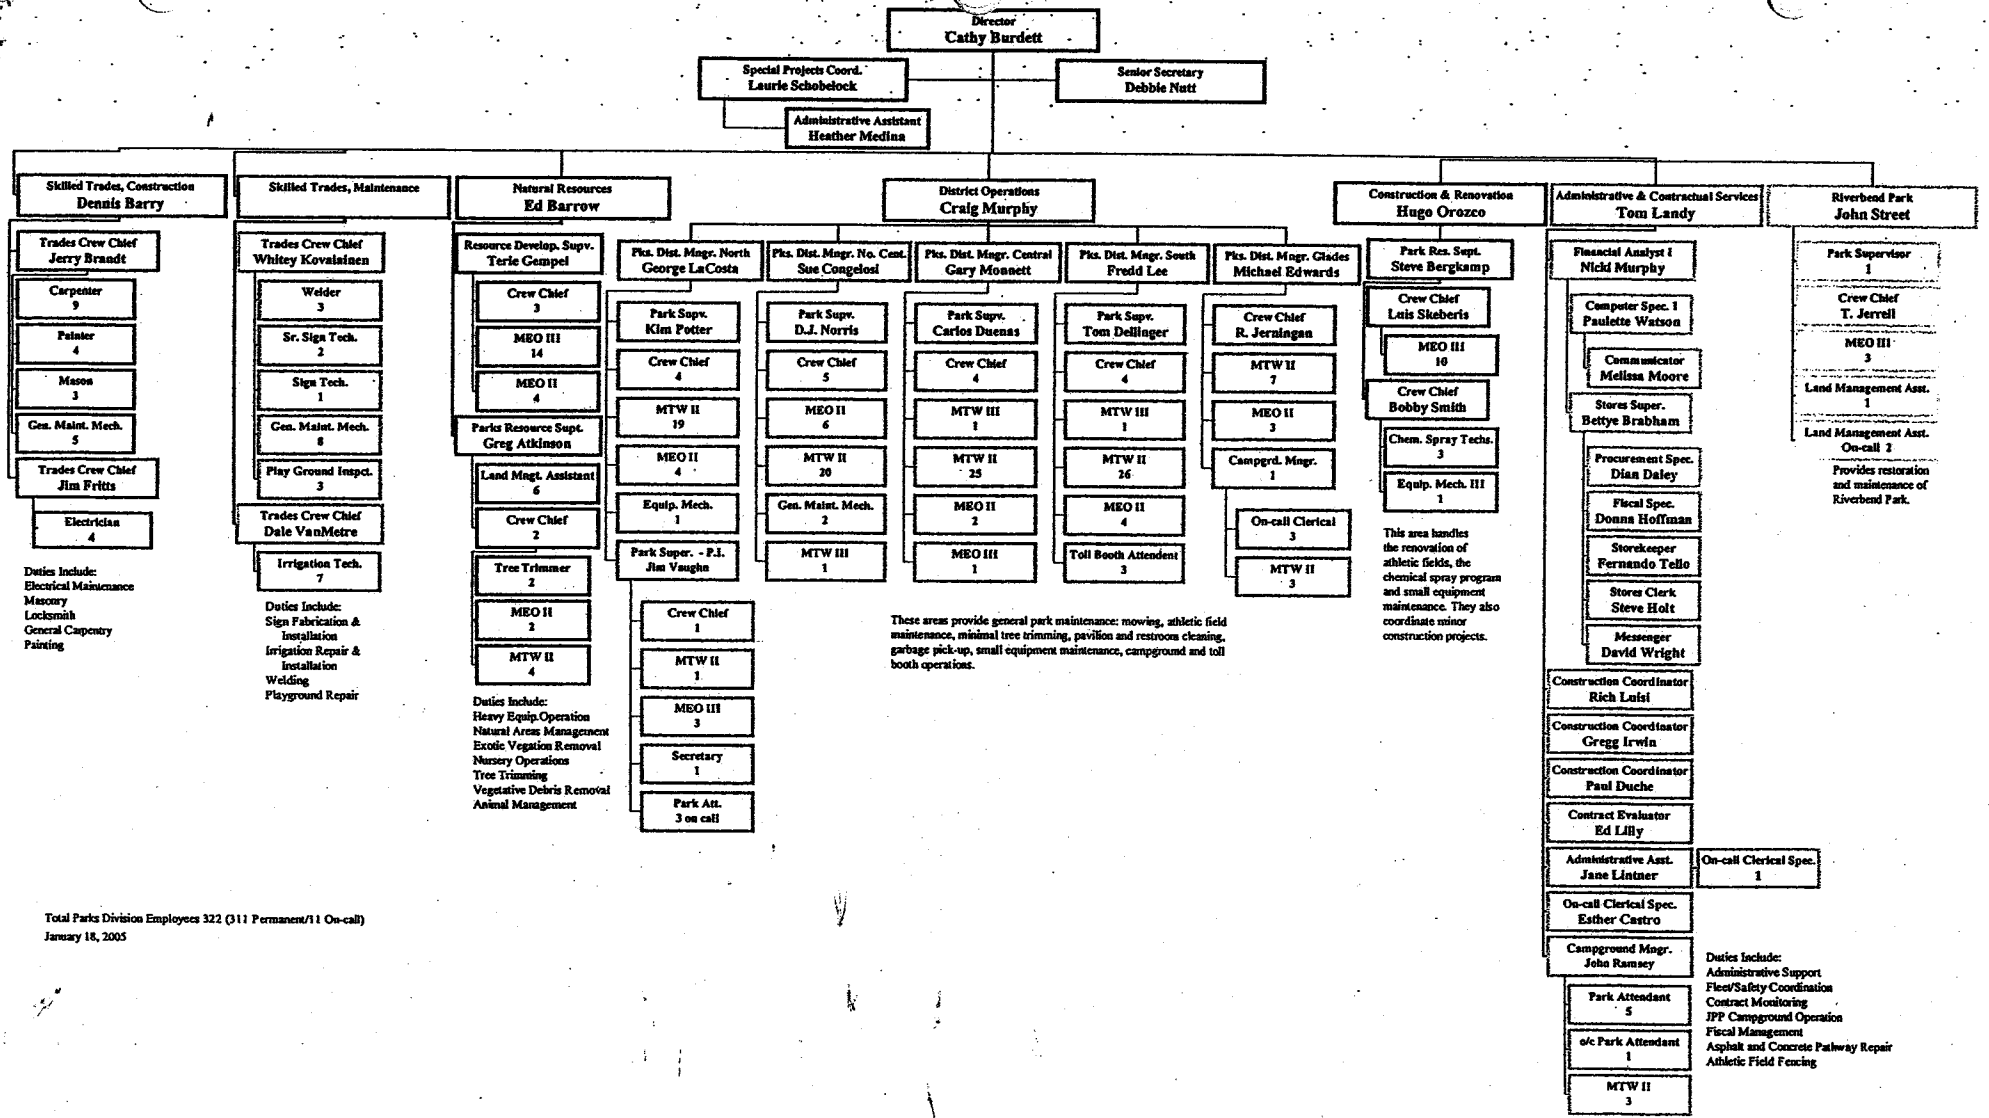 Director
Cathy Burdett
Special Projects Coord.
Laurie Schobelock
Senior Secretary
Debbie Nutt
Administrative Assistant
Heather Medina
Skilled Trades, Construction
Dennis Barry
Trades Crew Chief
Jerry Brandt
Carpenter
9
Painter
4
Mason
3
Gen. Maint. Mech.
5
Trades Crew Chief
Jim Fritts
Electrician
4
Duties Include:
Electrical Maintenance
Masonry
Locksmith
General Carpentry
Painting
Skilled Trades, Maintenance
Trades Crew Chief
Whitey Kovalainen
Welder
3
Sr. Sign Tech.
2
Sign Tech.
1
Gen. Maint. Mech.
8
Play Ground Inspct.
3
Trades Crew Chief
Dale VanMetre
Irrigation Tech.
7
Duties Include:
Sign Fabrication &
Installation
Irrigation Repair &
Installation
Welding
Playground Repair
Natural Resources
Ed Barrow
Resource Develop. Supv.
Terie Gempel
Crew Chief
3
MEO III
14
MEO II
4
Parks Resource Supt.
Greg Atkinson
Land Mngt. Assistant
6
Crew Chief
2
Tree Trimmer
2
MEO II
2
MTW II
4
Duties Include:
Heavy Equip.Operation
Natural Areas Management
Exotic Vegation Removal
Nursery Operations
Tree Trimming
Vegetative Debris Removal
Animal Management
District Operations
Craig Murphy
Pks. Dist. Mngr. North
George LaCosta
Park Supv.
Kim Potter
Crew Chief
4
MTW II
19
MEO II
4
Equip. Mech.
1
Park Super. - P.I.
Jim Vaughn
Crew Chief
1
MTW II
1
MEO III
3
Secretary
1
Park Att.
3 on call
Pks. Dist. Mngr. No. Cent.
Sue Congelosi
Park Supv.
D.J. Norris
Crew Chief
5
MEO II
6
MTW II
20
Gen. Maint. Mech.
2
MTW III
1
Pks. Dist. Mngr. Central
Gary Monnett
Park Supv.
Carlos Duenas
Crew Chief
4
MTW III
1
MTW II
25
MEO II
2
MEO III
1
Pks. Dist. Mngr. South
Fredd Lee
Park Supv.
Tom Dellinger
Crew Chief
4
MTW III
1
MTW II
26
MEO II
4
Toll Booth Attendent
3
Pks. Dist. Mngr. Glades
Michael Edwards
Crew Chief
R. Jerningan
MTW II
7
MEO II
3
Campgrd. Mngr.
1
On-call Clerical
3
MTW II
3
These areas provide general park maintenance: mowing, athletic field
maintenance, minimal tree trimming, pavilion and restroom cleaning,
garbage pick-up, small equipment maintenance, campground and toll
booth operations.
Construction & Renovation
Hugo Orozco
Park Res. Supt.
Steve Bergkamp
Crew Chief
Luis Skeberis
MEO III
10
Crew Chief
Bobby Smith
Chem. Spray Techs.
3
Equip. Mech. III
1
This area handles
the renovation of
athletic fields, the
chemical spray program
and small equipment
maintenance. They also
coordinate minor
construction projects.
Administrative & Contractual Services
Tom Landy
Financial Analyst I
Nicki Murphy
Computer Spec. I
Paulette Watson
Communicator
Melissa Moore
Stores Super.
Bettye Brabham
Procurement Spec.
Dian Daley
Fiscal Spec.
Donna Hoffman
Storekeeper
Fernando Tello
Stores Clerk
Steve Holt
Messenger
David Wright
Construction Coordinator
Rich Luisi
Construction Coordinator
Gregg Irwin
Construction Coordinator
Paul Duche
Contract Evaluator
Ed Lilly
Administrative Asst.
Jane Lintner
On-call Clerical Spec.
1
On-call Clerical Spec.
Esther Castro
Campground Mngr.
John Ramsey
Park Attendant
5
o/c Park Attendant
1
MTW II
3
Duties Include:
Administrative Support
Fleet/Safety Coordination
Contract Monitoring
JPP Campground Operation
Fiscal Management
Asphalt and Concrete Pathway Repair
Athletic Field Fencing
Riverbend Park
John Street
Park Supervisor
1
Crew Chief
T. Jerrell
MEO III
3
Land Management Asst.
1
Land Management Asst.
On-call 2
Provides restoration
and maintenance of
Riverbend Park.
Total Parks Division Employees 322 (311 Permanent/11 On-call)
January 18, 2005